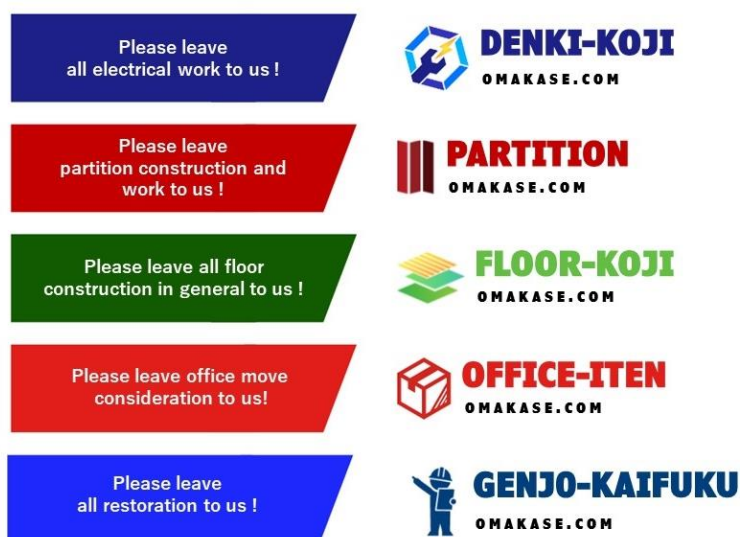 Please leave
all electrical work to us !
DENKI-KOJI
OMAKASE.COM
Please leave
partition construction and
work to us !
PARTITION
OMAKASE.COM
Please leave all floor
construction in general to us !
FLOOR-KOJI
OMAKASE.COM
Please leave office move
consideration to us!
OFFICE-ITEN
OMAKASE.COM
Please leave
all restoration to us !
GENJO-KAIFUKU
OMAKASE.COM